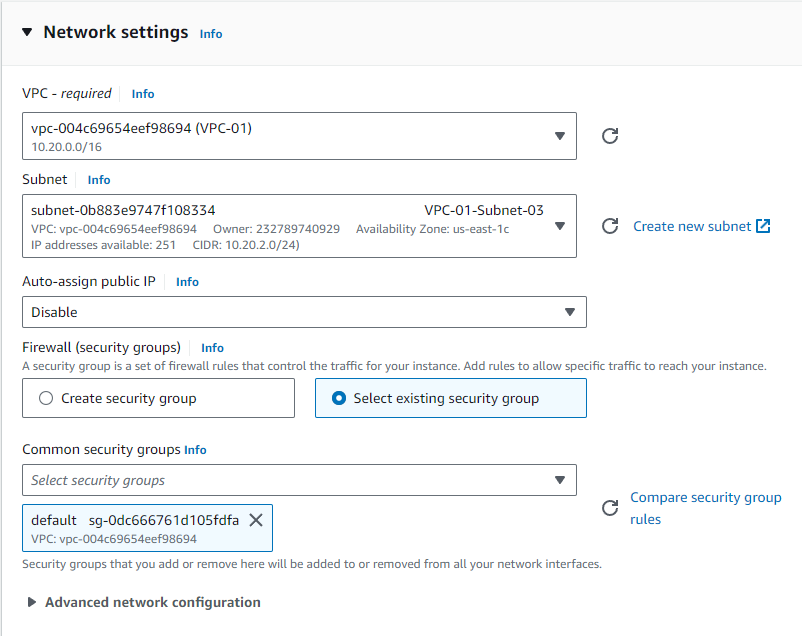 Network settings Info
VPC - required Info
vpc-004c69654eef98694 (VPC-01)
10.20.0.0/16
Subnet Info
subnet-0b883e9747f108334 VPC-01-Subnet-03
VPC: vpc-004c69654eef98694 Owner: 232789740929 Availability Zone: us-east-1c
IP addresses available: 251 CIDR: 10.20.2.0/24)
Create new subnet
Auto-assign public IP Info
Disable
Firewall (security groups) Info
A security group is a set of firewall rules that control the traffic for your instance. Add rules to allow specific traffic to reach your instance.
Create security group
Select existing security group
Common security groups Info
Select security groups
default sg-0dc666761d105fdfa
VPC: vpc-004c69654eef98694
Compare security group
rules
Security groups that you add or remove here will be added to or removed from all your network interfaces.
Advanced network configuration